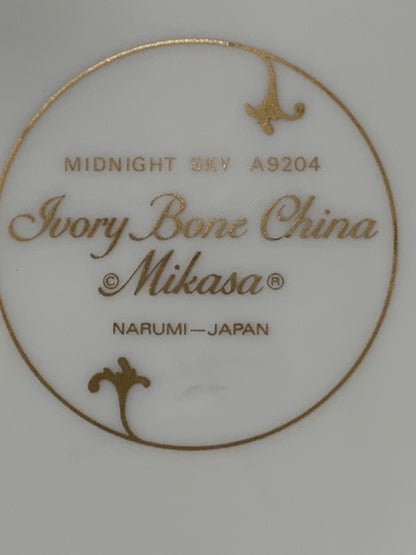 MIDNIGHT SKY A9204
Ivory Bone China
© Mikasa ®
NARUMI—JAPAN